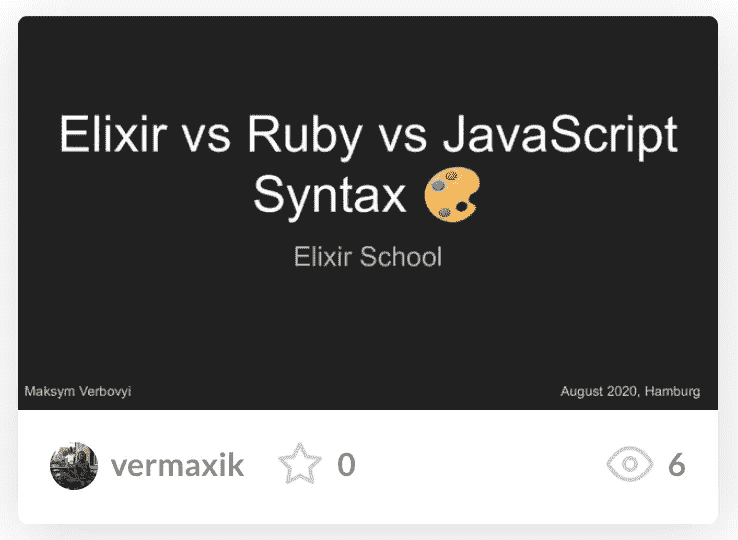 Elixir vs Ruby vs JavaScript
Syntax 🎨
Elixir School
Maksym Verbovyi
August 2020, Hamburg
vermaxik
0
6